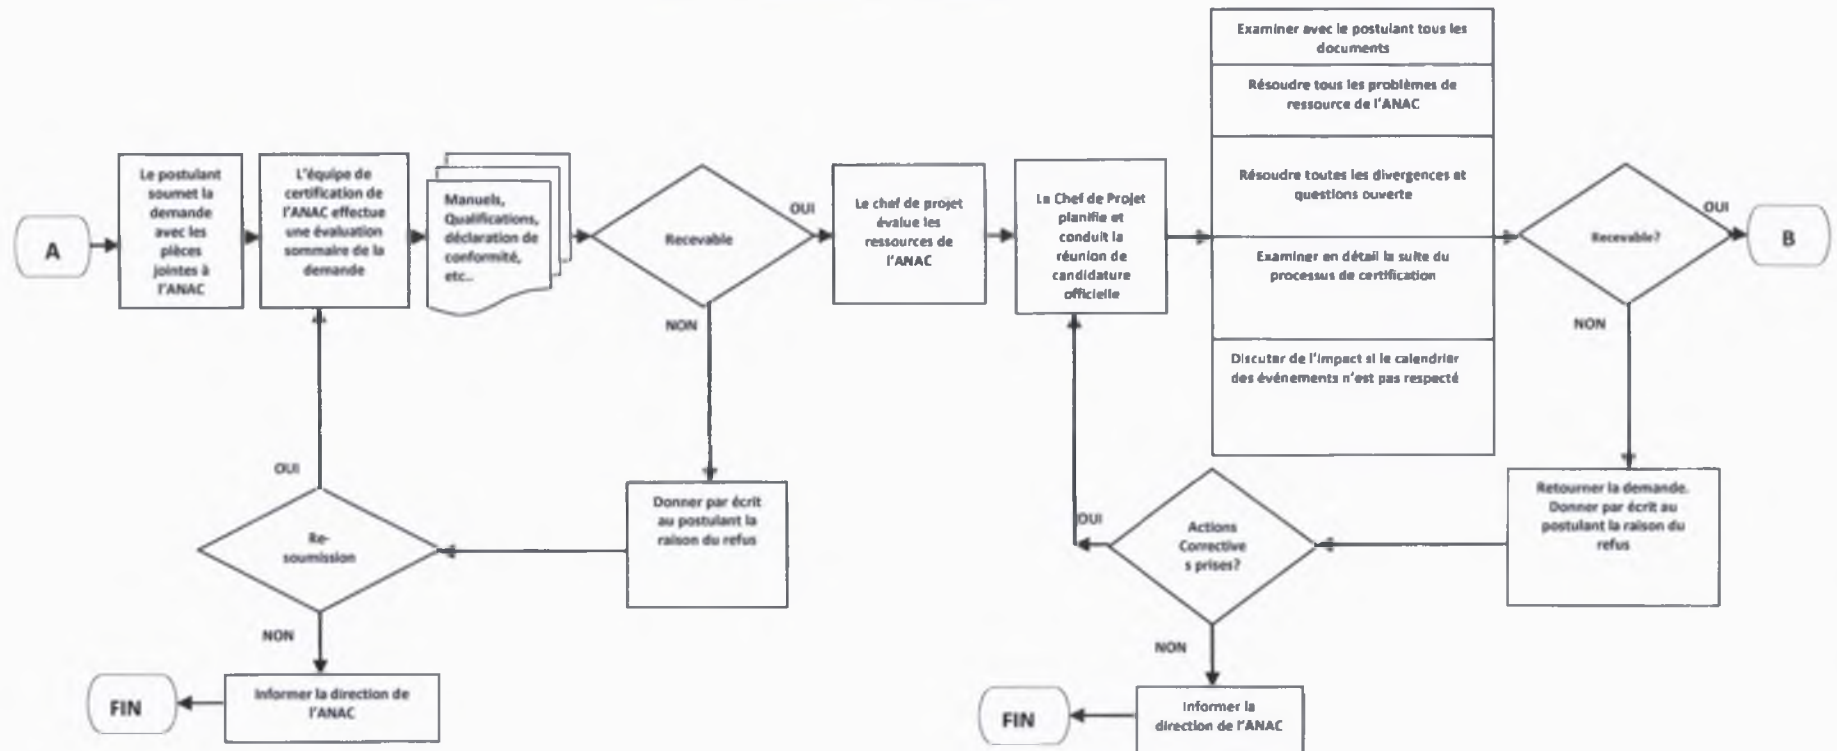 A
Le postulant
soumet la
demande
avec les
pièces
jointes à
l'ANAC
L'équipe de
certification de
l'ANAC effectue
une évaluation
sommaire de la
demande
Manuels,
Qualifications,
déclaration de
conformité,
etc..
Recevable
OUI
NON
Le chef de projet
évalue les
ressources de
l'ANAC
Le Chef de Projet
planifie et
conduit la
réunion de
candidature
officielle
Examiner avec le postulant tous les
documents
Résoudre tous les problèmes de
ressource de l'ANAC
Résoudre toutes les divergences et
questions ouverte
Examiner en détail la suite du
processus de certification
Discuter de l'impact si le calendrier
des événements n'est pas respecté
Recevable?
OUI
B
NON
Donner par écrit
au postulant la
raison du refus
OUI
Re-
soumission
NON
Informer la direction de
l'ANAC
FIN
Retourner la demande.
Donner par écrit au
postulant la raison du
refus
OUI
Actions
Corrective
s prises?
NON
Informer la
direction de l'ANAC
FIN